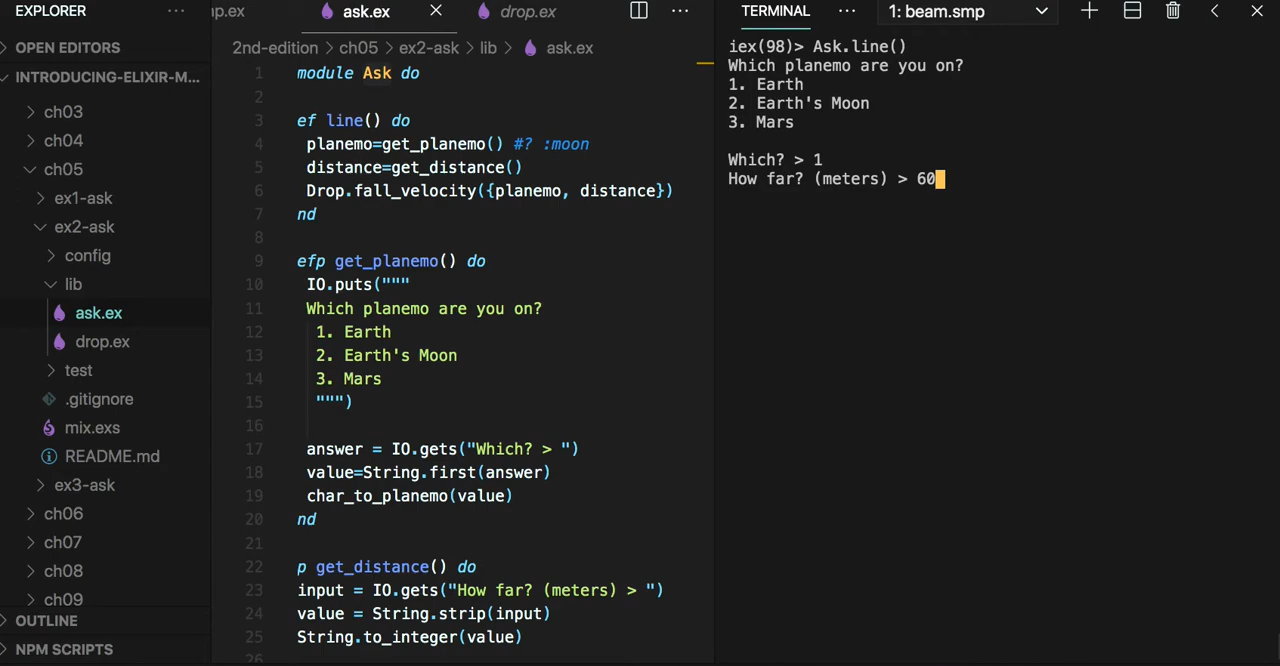 EXPLORER
OPEN EDITORS
INTRODUCING-ELIXIR-M...
ch03
ch04
ch05
ex1-ask
ex2-ask
config
lib
ask.ex
drop.ex
test
.gitignore
mix.exs
README.md
ex3-ask
ch06
ch07
ch08
ch09
OUTLINE
NPM SCRIPTS
ask.ex
drop.ex
2nd-edition > ch05 > ex2-ask > lib > ask.ex
1 module Ask do
2
3 ef line() do
4 planemo=get_planemo() #? :moon
5 distance=get_distance()
6 Drop.fall_velocity({planemo, distance})
7 nd
8
9 efp get_planemo() do
10 IO.puts("""
11 Which planemo are you on?
12 1. Earth
13 2. Earth's Moon
14 3. Mars
15 """)
16
17 answer = IO.gets("Which? > ")
18 value=String.first(answer)
19 char_to_planemo(value)
20 nd
21
22 p get_distance() do
23 input = IO.gets("How far? (meters) > ")
24 value = String.strip(input)
25 String.to_integer(value)
26
TERMINAL
1: beam.smp
iex(98)> Ask.line()
Which planemo are you on?
1. Earth
2. Earth's Moon
3. Mars
Which? > 1
How far? (meters) > 60